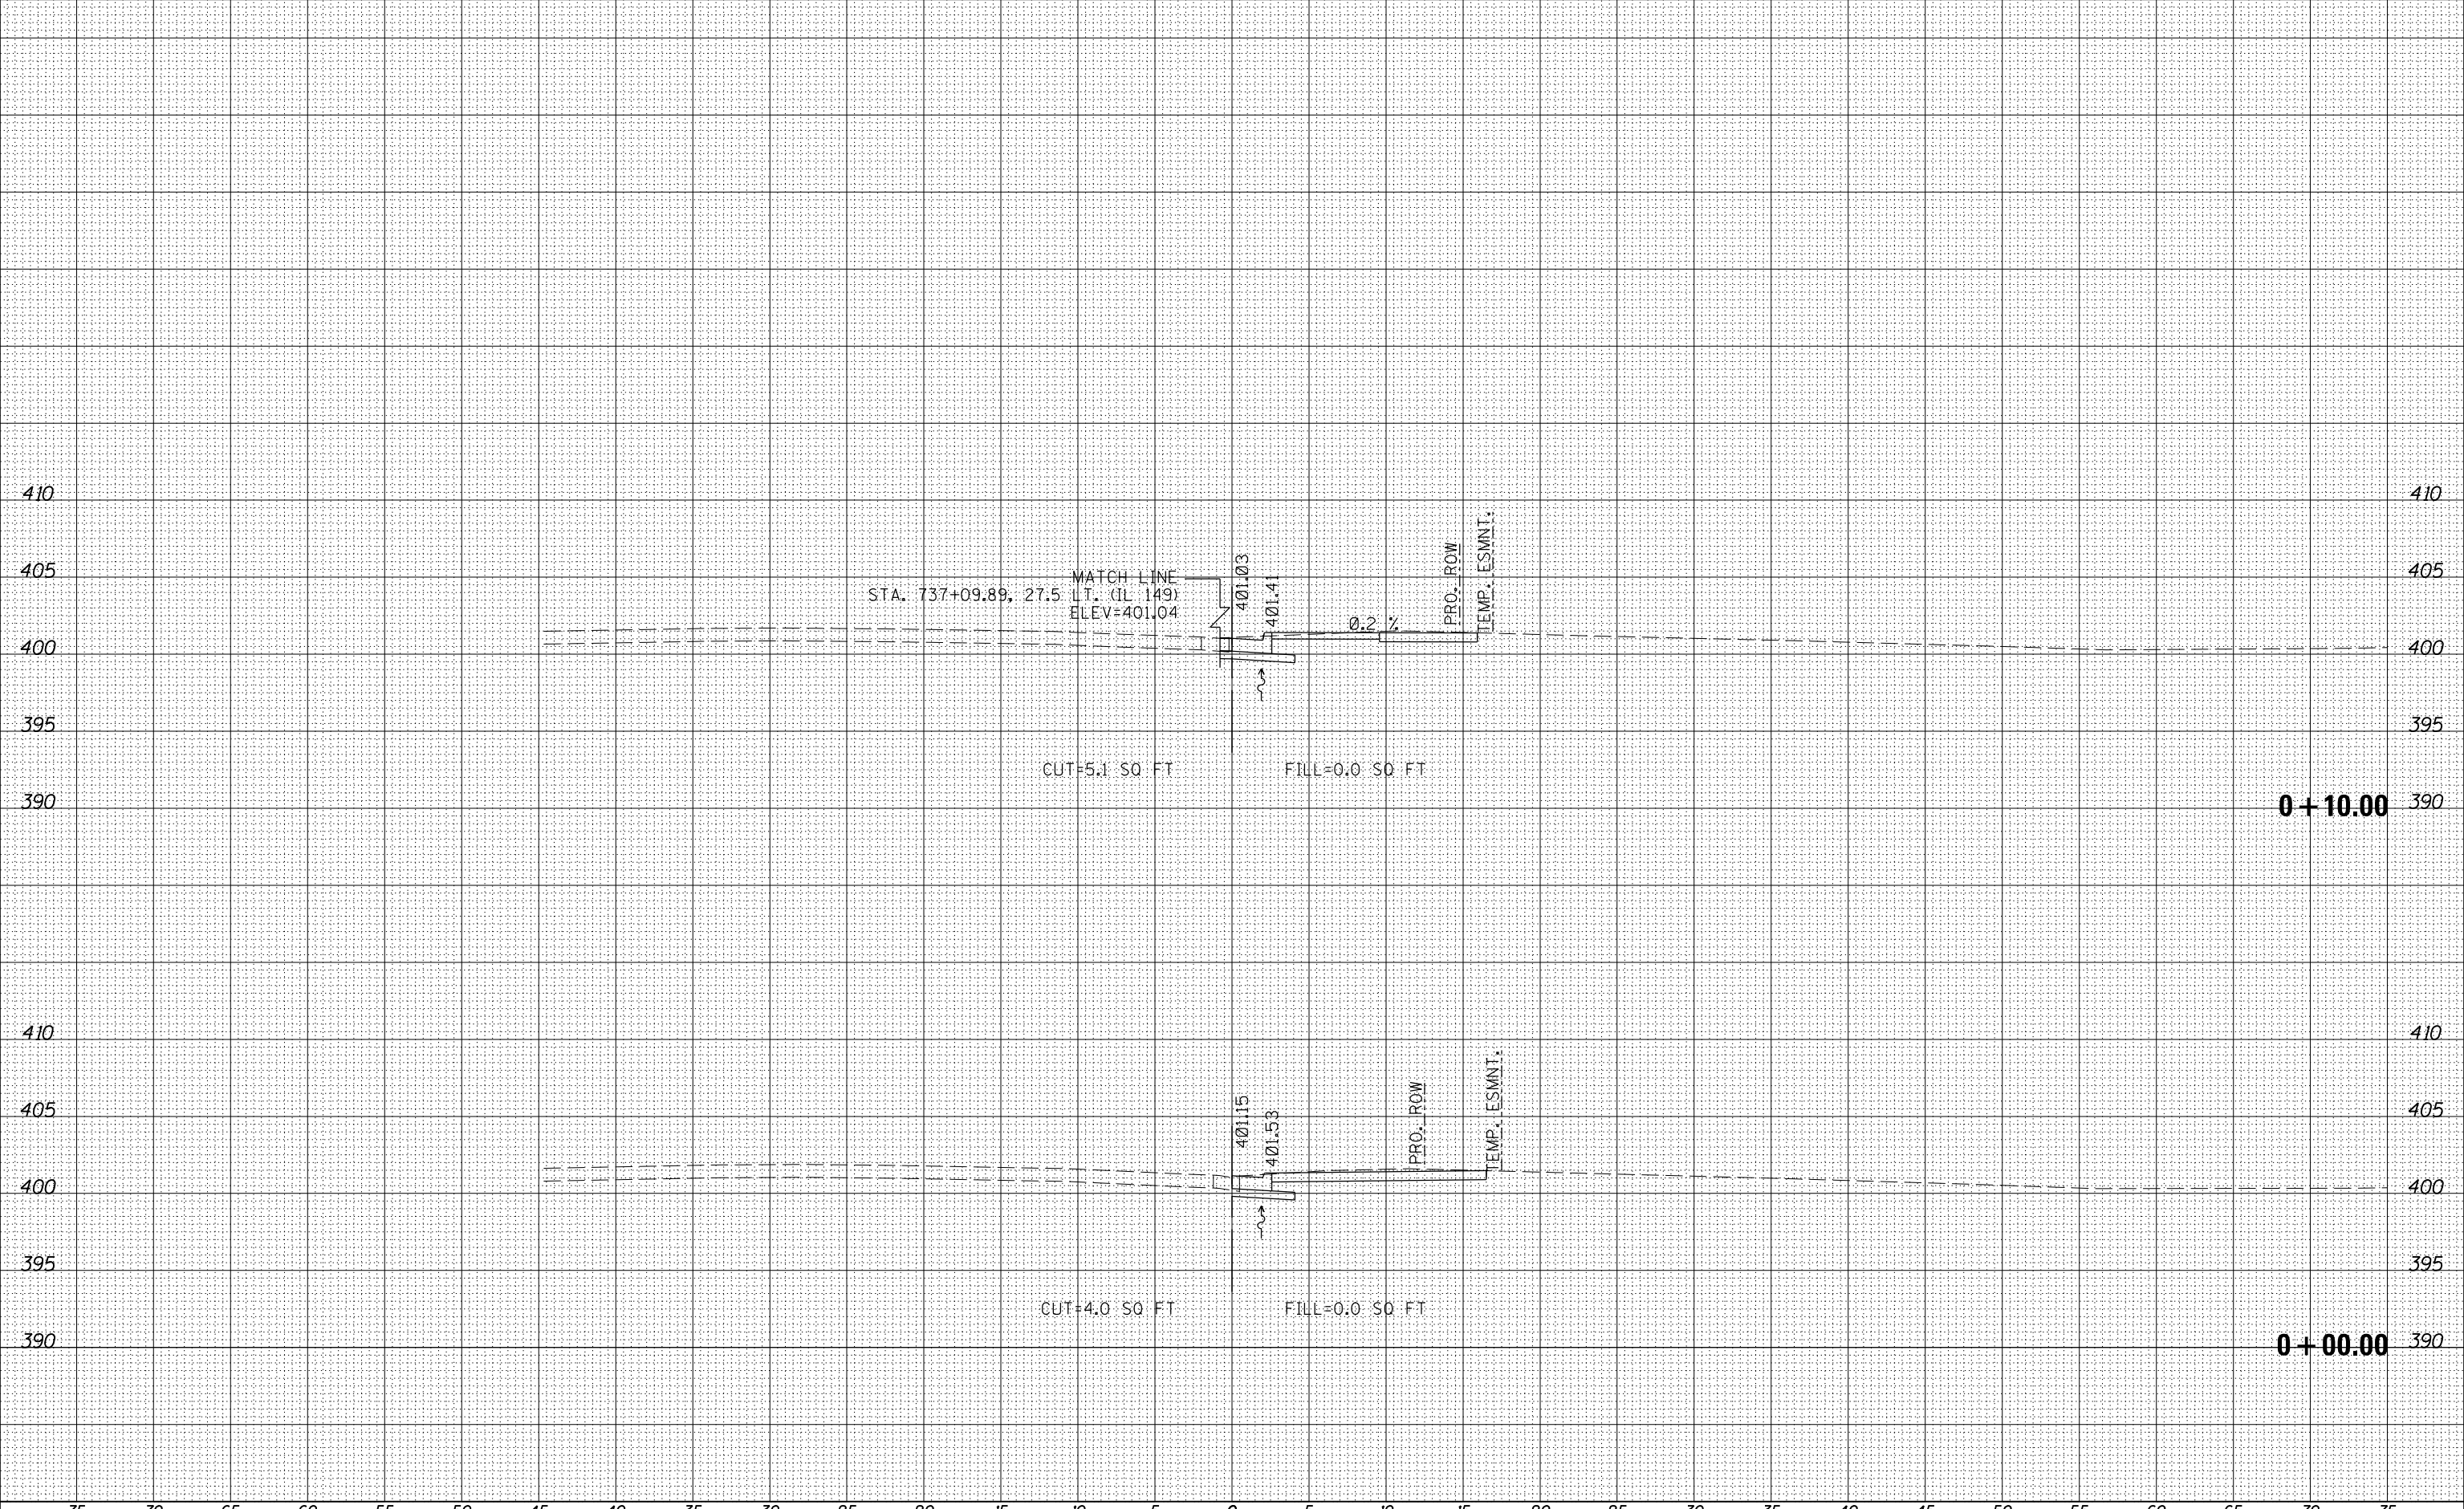 410 410
405 405
MATCH LINE
STA. 737+09.89, 27.5 LT. (IL 149)
ELEV=401.04
401.03
401.41
0.2 %
PRO. ROW
TEMP. ESMNT.
400 400
395 395
CUT=5.1 SQ FT FILL=0.0 SQ FT
390 0+10.00 390
410 410
405 405
401.15
401.53
PRO. ROW
TEMP. ESMNT.
400 400
395 395
CUT=4.0 SQ FT FILL=0.0 SQ FT
390 0+00.00 390